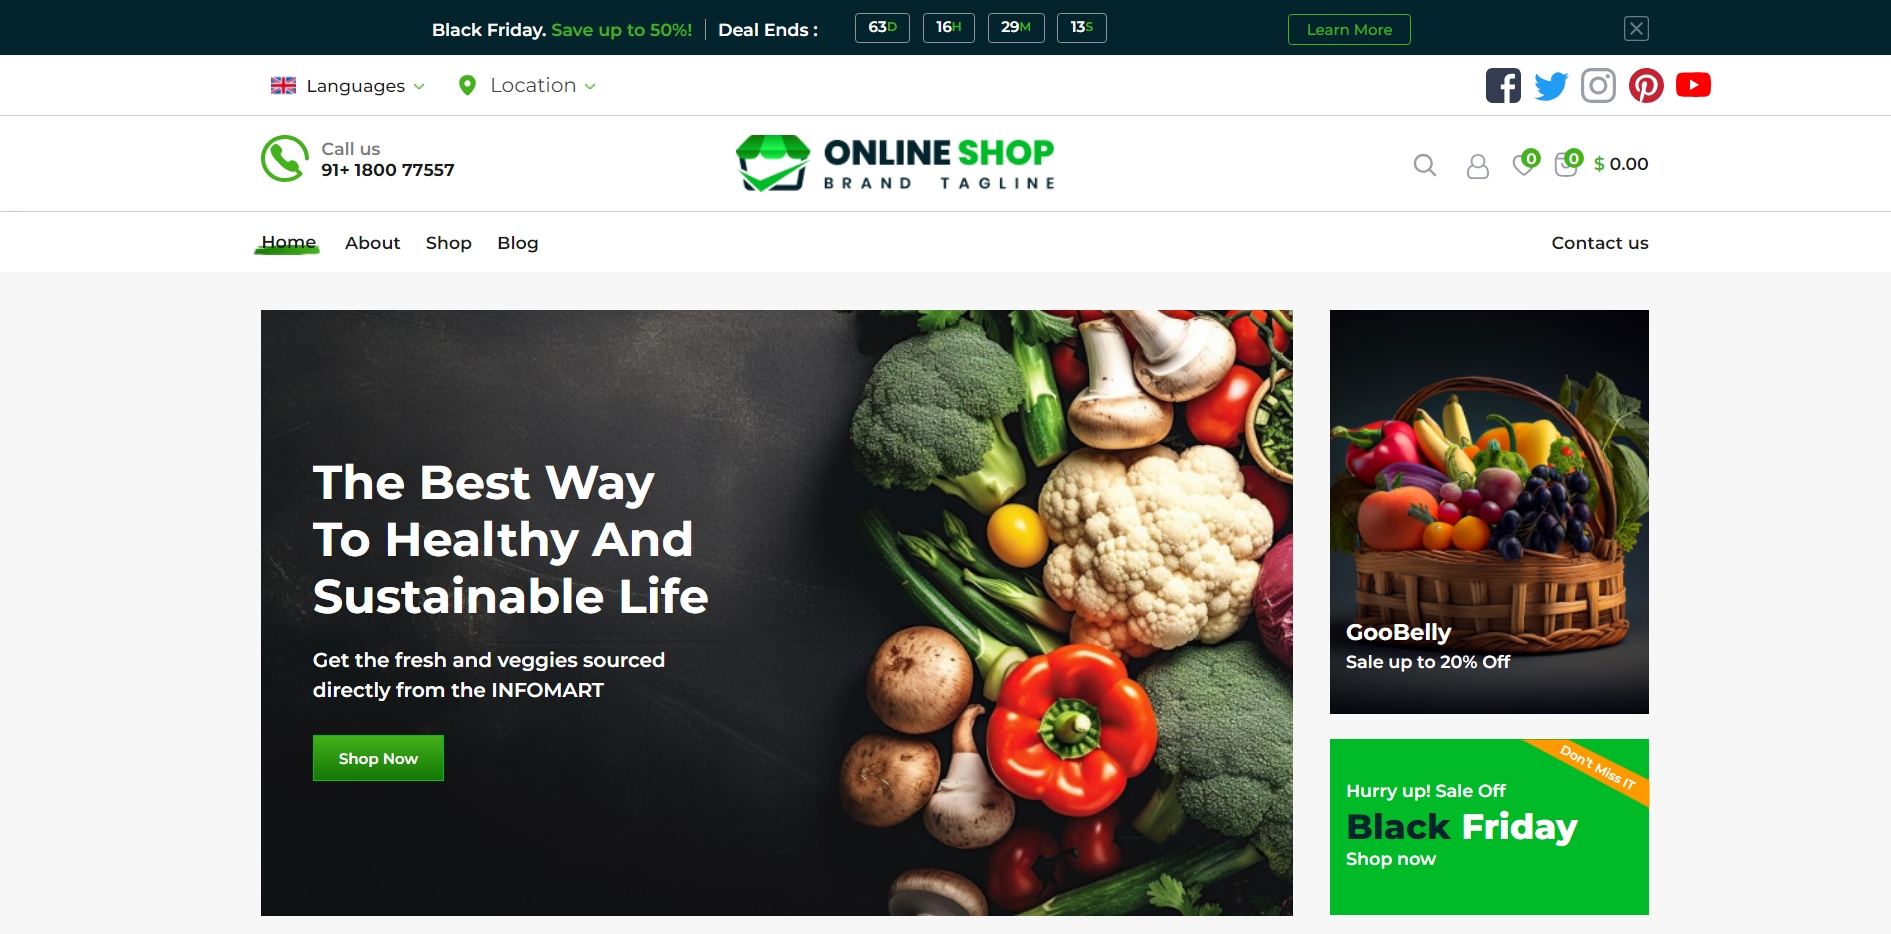 Black Friday. Save up to 50%! Deal Ends : 63D 16H 29M 13S Learn More
Languages Location
Call us
91+ 1800 77557
ONLINE SHOP
BRAND TAGLINE
0 0 $ 0.00
Home About Shop Blog Contact us
The Best Way
To Healthy And
Sustainable Life
Get the fresh and veggies sourced
directly from the INFOMART
Shop Now
GooBelly
Sale up to 20% Off
Don't Miss IT
Hurry up! Sale Off
Black Friday
Shop now